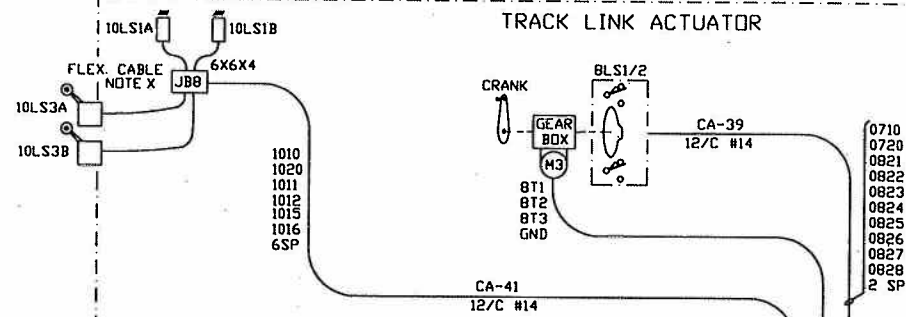 TRACK LINK ACTUATOR
10LS1A
10LS1B
FLEX. CABLE
NOTE X
6X6X4
JB8
10LS3A
10LS3B
1010
1020
1011
1012
1015
1016
6SP
CRANK
8LS1/2
GEAR
BOX
M3
8T1
8T2
8T3
GND
CA-39
12/C #14
0710
0720
0821
0822
0823
0824
0825
0826
0827
0828
2 SP
CA-41
12/C #14